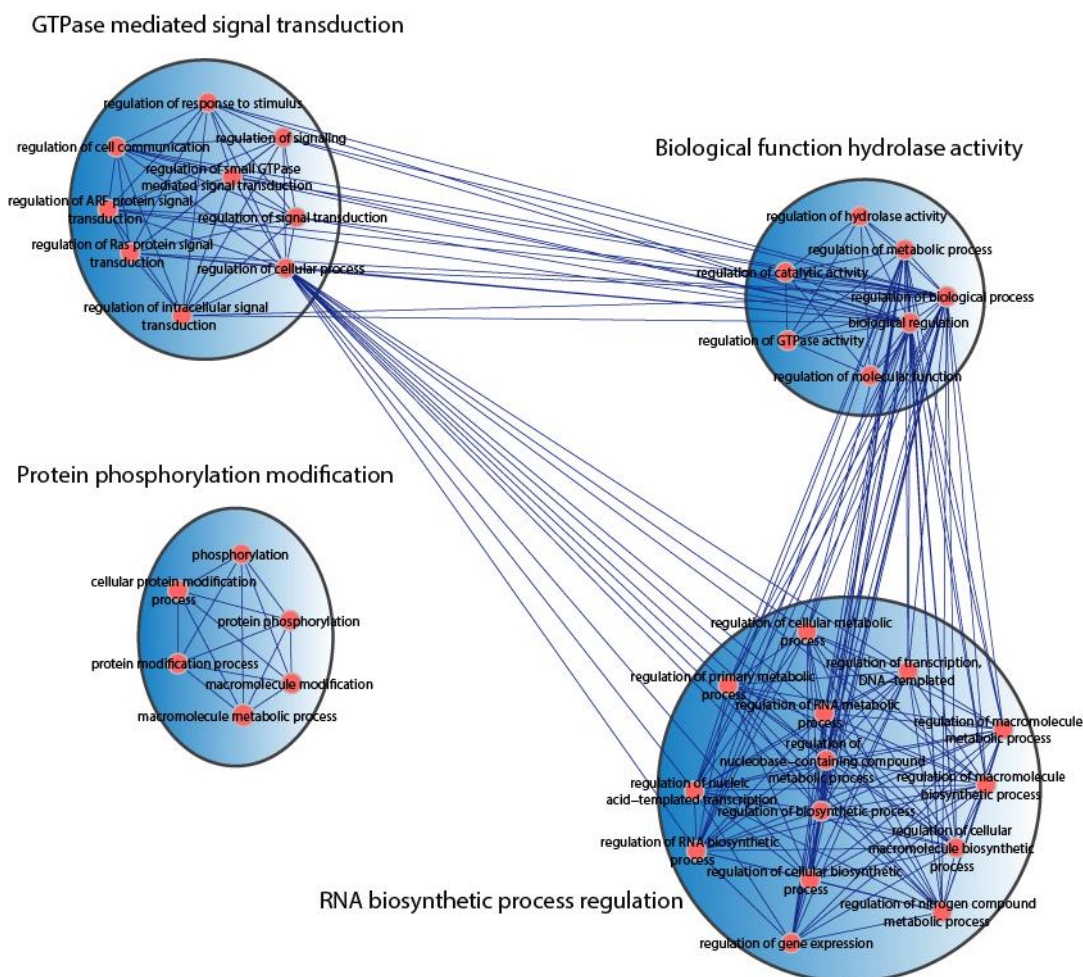 GTPase mediated signal transduction
regulation of response to stimulus
regulation of signaling
regulation of cell communication
regulation of small GTPase
mediated signal transduction
regulation of ARF protein signal
transduction
regulation of signal transduction
regulation of Ras protein signal
transduction
regulation of cellular process
regulation of intracellular signal
transduction
Biological function hydrolase activity
regulation of hydrolase activity
regulation of metabolic process
regulation of catalytic activity
regulation of biological process
biological regulation
regulation of GTPase activity
regulation of molecular function
Protein phosphorylation modification
phosphorylation
cellular protein modification
process
protein phosphorylation
protein modification process
macromolecule modification
macromolecule metabolic process
regulation of cellular metabolic
process
regulation of transcription,
DNA-templated
regulation of primary metabolic
process
regulation of RNA metabolic
process
regulation of macromolecule
metabolic process
regulation of
nucleobase-containing compound
metabolic process
regulation of nucleic
acid-templated transcription
regulation of macromolecule
biosynthetic process
regulation of biosynthetic process
regulation of RNA biosynthetic
process
regulation of cellular
macromolecule biosynthetic
process
regulation of cellular biosynthetic
process
RNA biosynthetic process regulation
regulation of nitrogen compound
metabolic process
regulation of gene expression